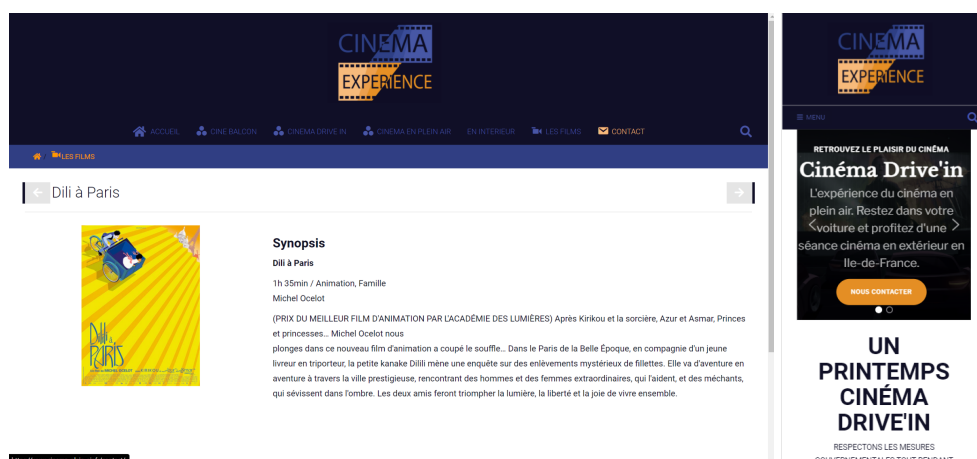 CINEMA
EXPERIENCE
ACCUEIL CINE BALCON CINEMA DRIVE IN CINEMA EN PLEIN AIR EN INTERIEUR LES FILMS CONTACT
/ LES FILMS
Dili à Paris
Dilili à
PARIS
Synopsis
Dili à Paris
1h 35min / Animation, Famille
Michel Ocelot
(PRIX DU MEILLEUR FILM D'ANIMATION PAR L'ACADÉMIE DES LUMIÈRES) Après Kirikou et la sorcière, Azur et Asmar, Princes
et princesses… Michel Ocelot nous
plonges dans ce nouveau film d'animation a coupé le souffle… Dans le Paris de la Belle Époque, en compagnie d'un jeune
livreur en triporteur, la petite kanake Dilili mène une enquête sur des enlèvements mystérieux de fillettes. Elle va d'aventure en
aventure à travers la ville prestigieuse, rencontrant des hommes et des femmes extraordinaires, qui l'aident, et des méchants,
qui sévissent dans l'ombre. Les deux amis feront triompher la lumière, la liberté et la joie de vivre ensemble.
CINEMA
EXPERIENCE
MENU
RETROUVEZ LE PLAISIR DU CINÉMA
Cinéma Drive'in
L'expérience du cinéma en
plein air. Restez dans votre
voiture et profitez d'une
séance cinéma en extérieur en
Ile-de-France.
NOUS CONTACTER
UN
PRINTEMPS
CINÉMA
DRIVE'IN
RESPECTONS LES MESURES
GOUVERNEMENTALES TOUT PENDANT